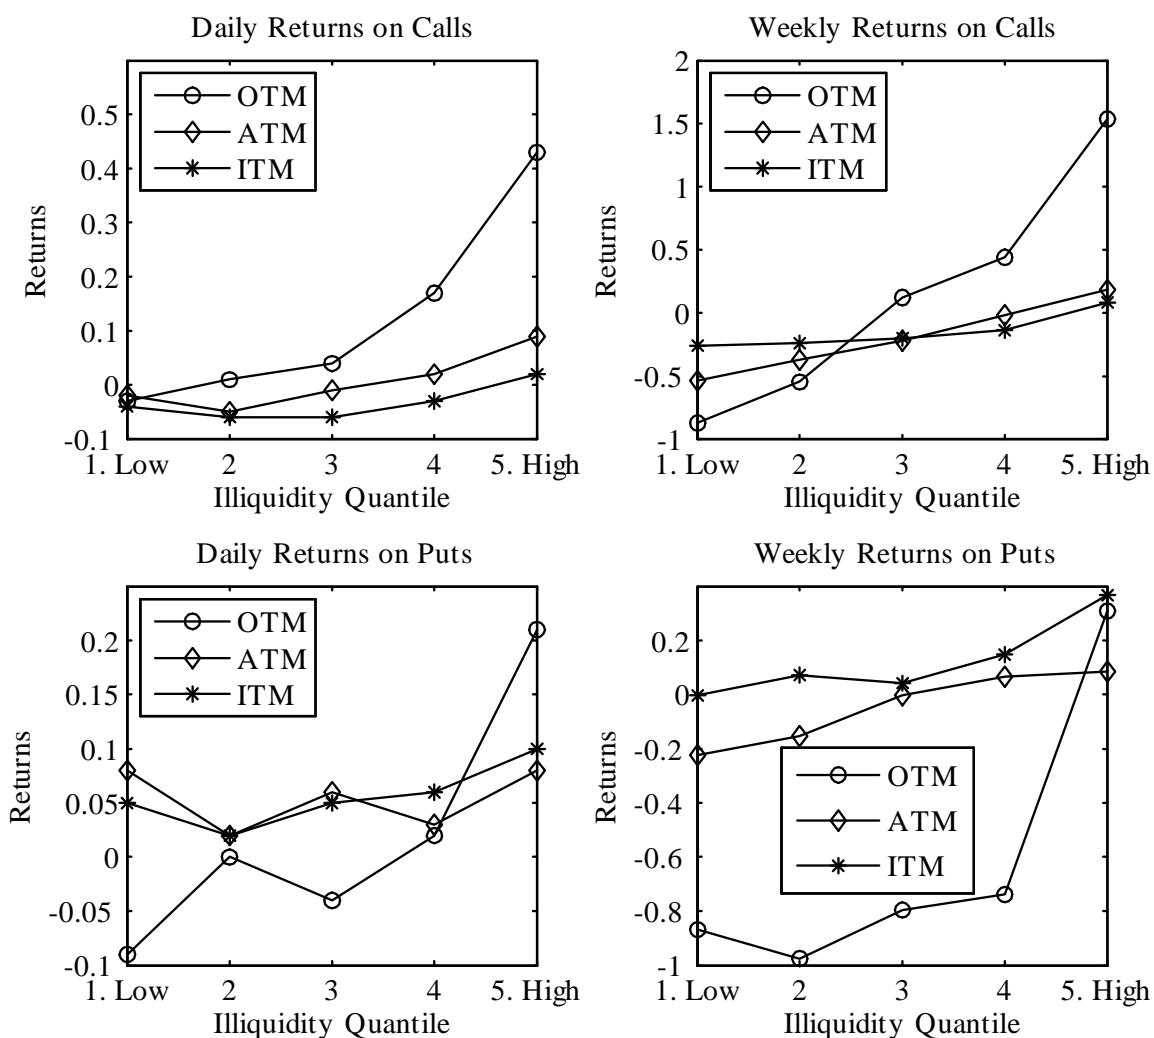 Daily Returns on Calls
OTM
ATM
ITM
0.5
0.4
0.3
0.2
0.1
0
-0.1
Returns
1. Low 2 3 4 5. High
Illiquidity Quantile
Weekly Returns on Calls
OTM
ATM
ITM
2
1.5
1
0.5
0
-0.5
-1
Returns
1. Low 2 3 4 5. High
Illiquidity Quantile
Daily Returns on Puts
OTM
ATM
ITM
0.2
0.15
0.1
0.05
0
-0.05
-0.1
Returns
1. Low 2 3 4 5. High
Illiquidity Quantile
Weekly Returns on Puts
0.2
0
-0.2
-0.4
-0.6
-0.8
-1
Returns
OTM
ATM
ITM
1. Low 2 3 4 5. High
Illiquidity Quantile